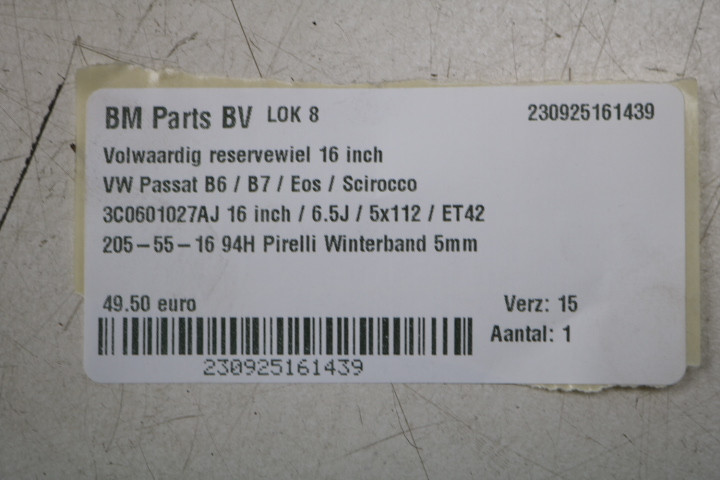 BM Parts BV LOK 8 230925161439
Volwaardig reservewiel 16 inch
VW Passat B6 / B7 / Eos / Scirocco
3C0601027AJ 16 inch / 6.5J / 5x112 / ET42
205-55-16 94H Pirelli Winterband 5mm
49.50 euro Verz: 15
Aantal: 1
230925161439